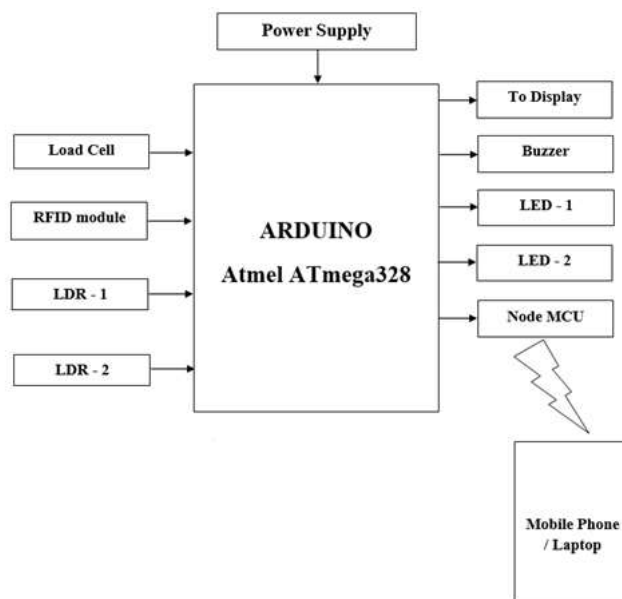 Power Supply
Load Cell
RFID module
LDR - 1
LDR - 2
ARDUINO
Atmel ATmega328
To Display
Buzzer
LED - 1
LED - 2
Node MCU
Mobile Phone
/ Laptop